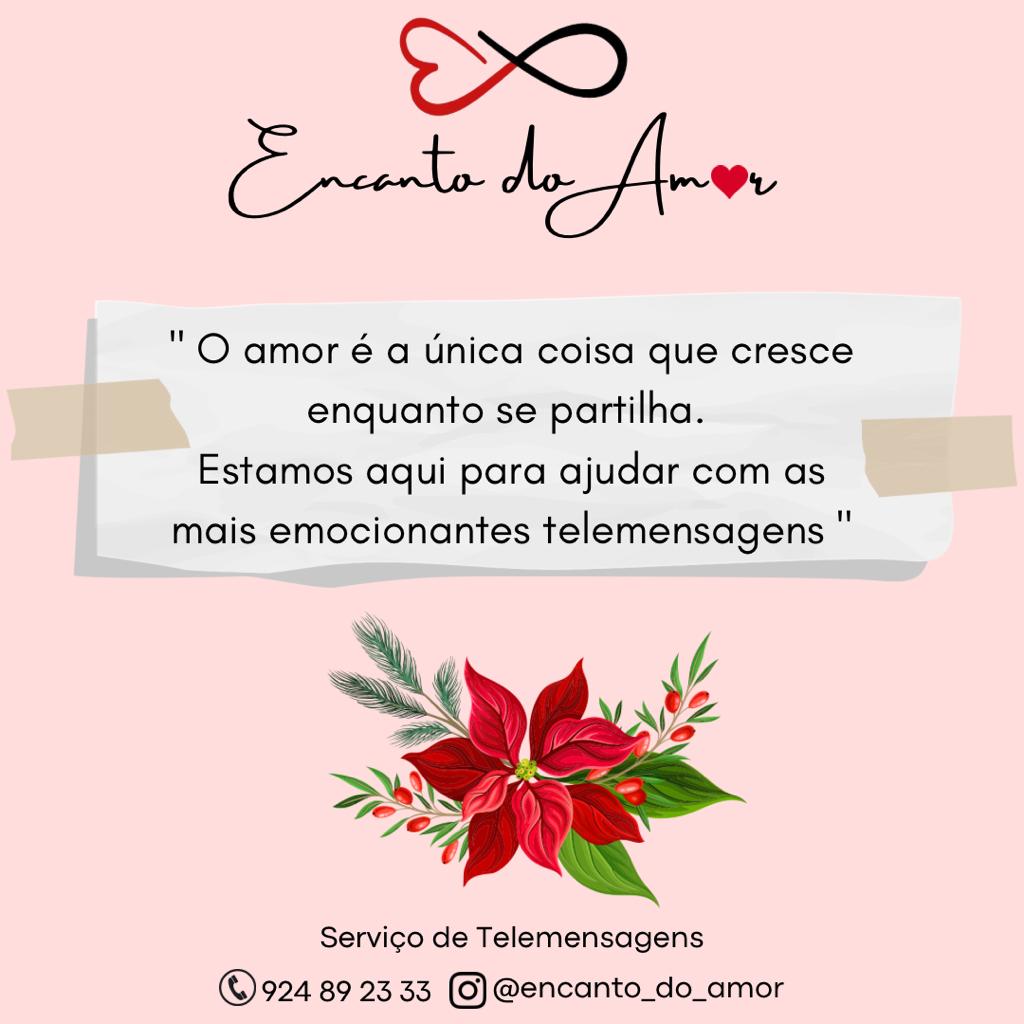 Encanto do Amor
" O amor é a única coisa que cresce
enquanto se partilha.
Estamos aqui para ajudar com as
mais emocionantes telemensagens "
Serviço de Telemensagens
924 89 23 33 @encanto_do_amor